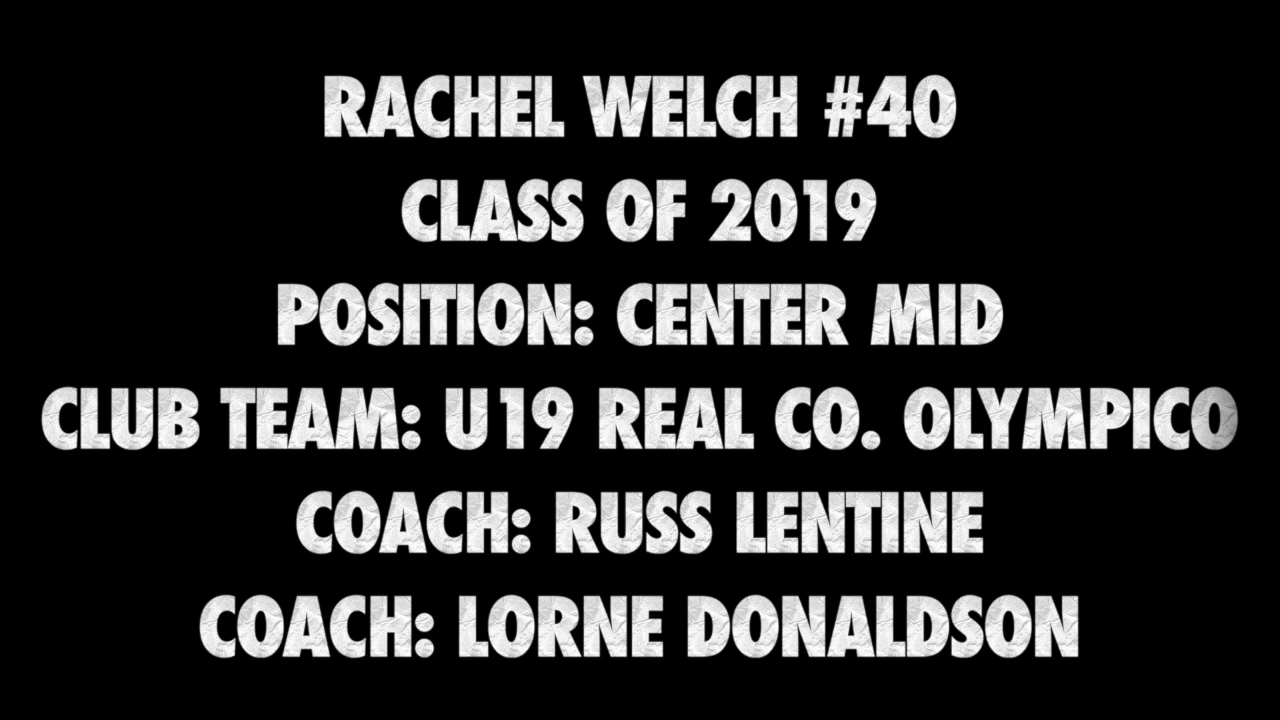 RACHEL WELCH #40
CLASS OF 2019
POSITION: CENTER MID
CLUB TEAM: U19 REAL CO. OLYMPICO
COACH: RUSS LENTINE
COACH: LORNE DONALDSON